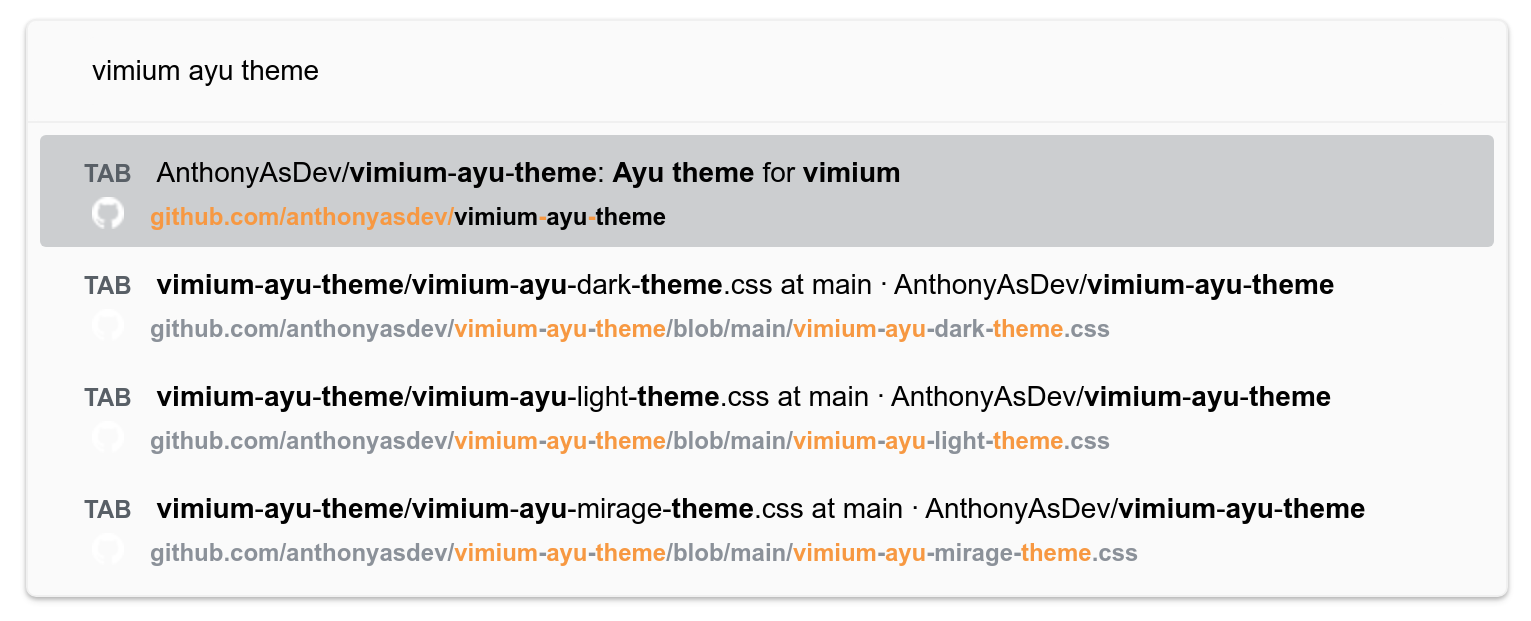 vimium ayu theme
TAB AnthonyAsDev/vimium-ayu-theme: Ayu theme for vimium
github.com/anthonyasdev/vimium-ayu-theme
TAB vimium-ayu-theme/vimium-ayu-dark-theme.css at main · AnthonyAsDev/vimium-ayu-theme
github.com/anthonyasdev/vimium-ayu-theme/blob/main/vimium-ayu-dark-theme.css
TAB vimium-ayu-theme/vimium-ayu-light-theme.css at main · AnthonyAsDev/vimium-ayu-theme
github.com/anthonyasdev/vimium-ayu-theme/blob/main/vimium-ayu-light-theme.css
TAB vimium-ayu-theme/vimium-ayu-mirage-theme.css at main · AnthonyAsDev/vimium-ayu-theme
github.com/anthonyasdev/vimium-ayu-theme/blob/main/vimium-ayu-mirage-theme.css